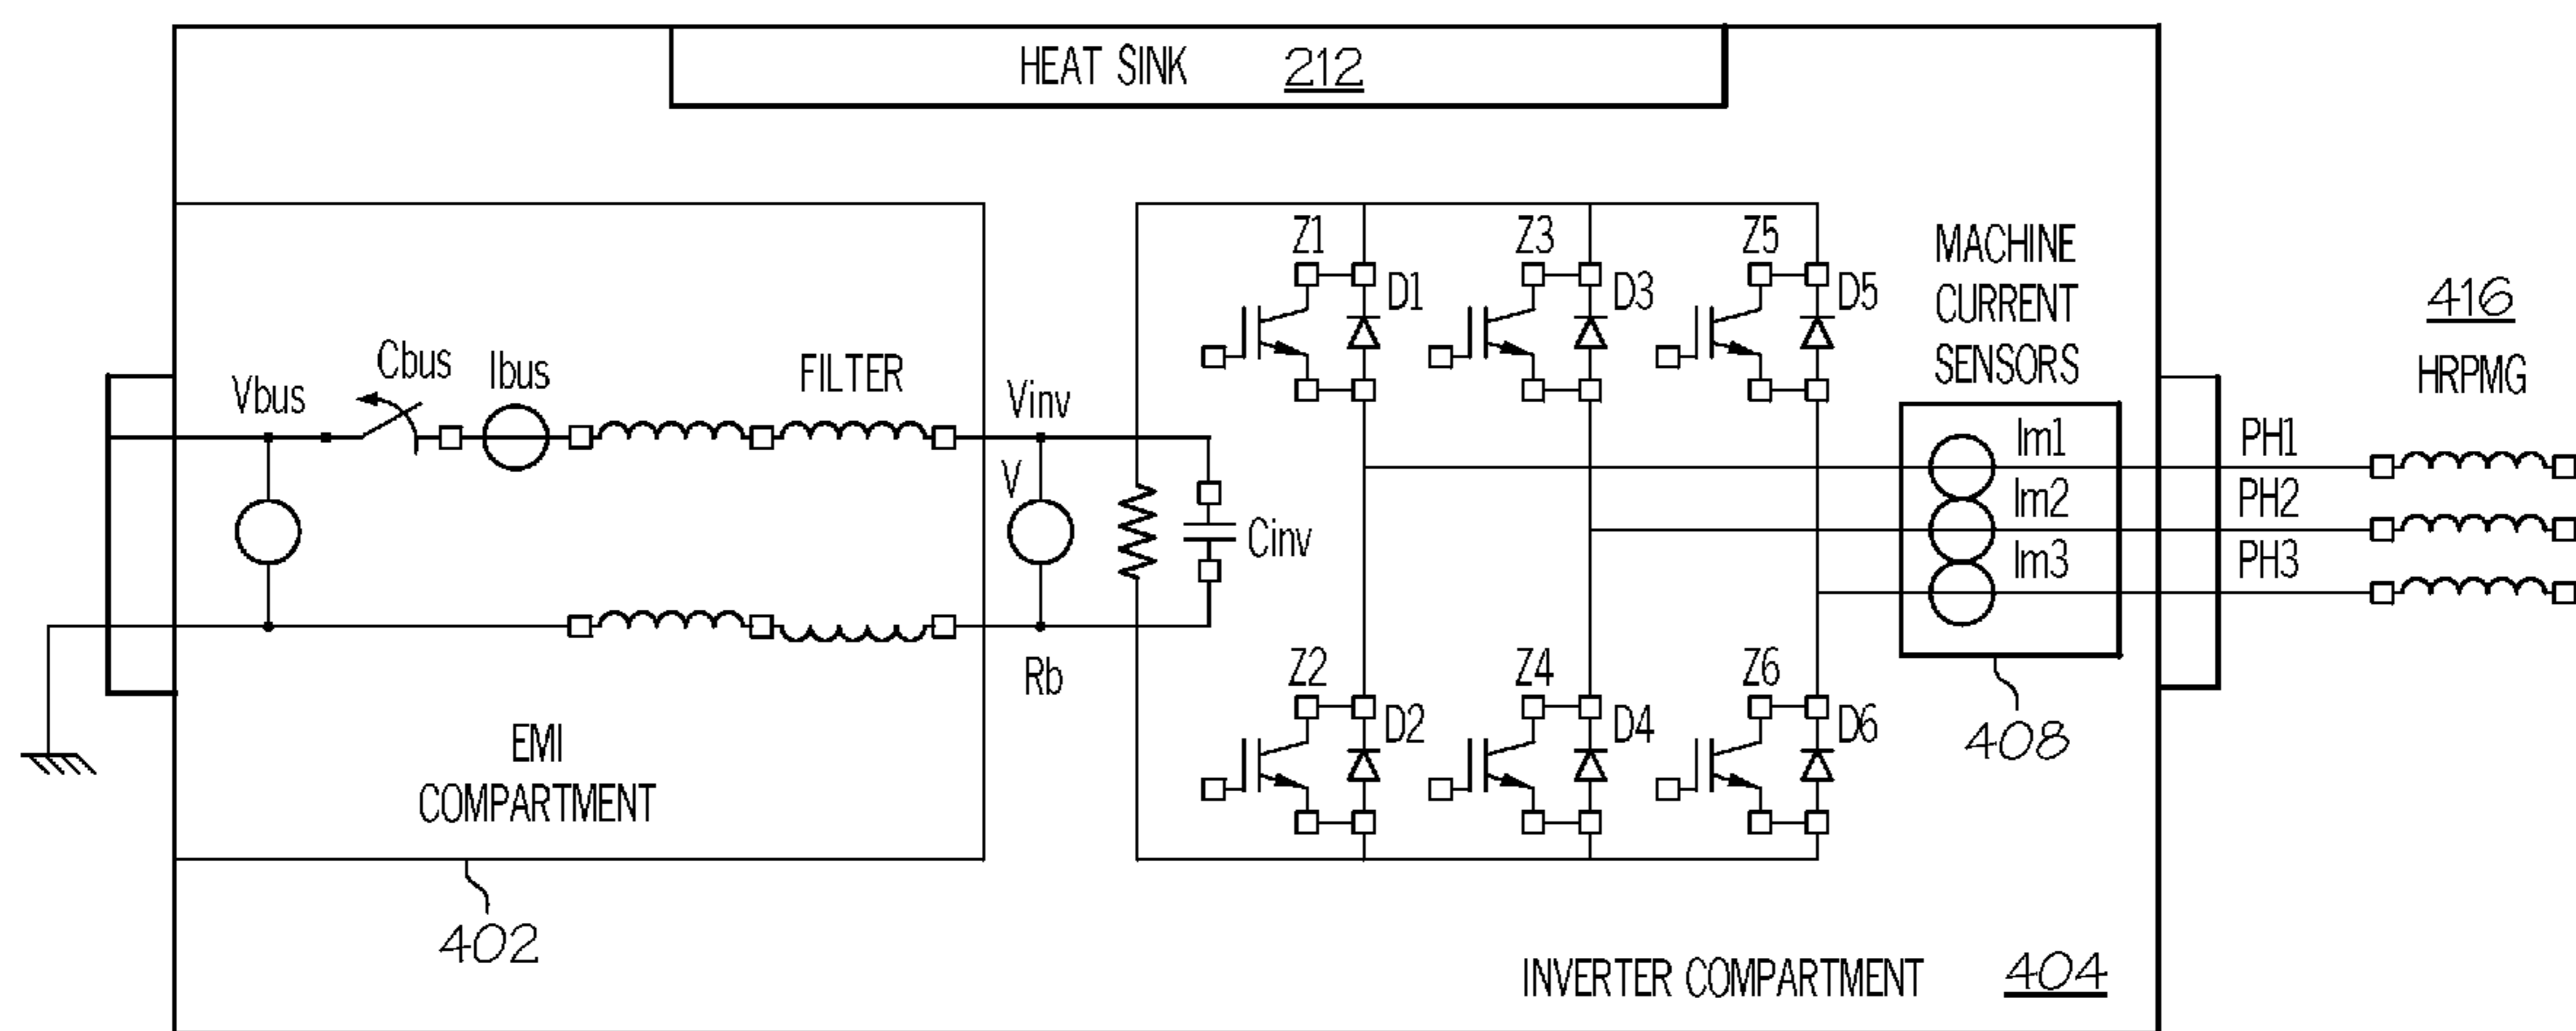 HEAT SINK 212
Z1
Z3
Z5
D1
D3
D5
MACHINE
CURRENT
SENSORS
416
HRPMG
Vbus
Cbus
Ibus
FILTER
Vinv
V
Cinv
Rb
Im1
Im2
Im3
PH1
PH2
PH3
Z2
Z4
Z6
D2
D4
D6
408
EMI
COMPARTMENT
402
INVERTER COMPARTMENT 404